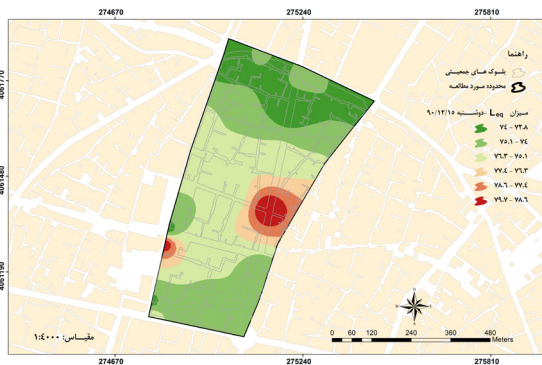 274670 275240 275810
4061770
4061480
4061190
راهنما
بلوک های جمعیتی
محدوده مورد مطالعه
میزان Leq -دوشنبه ۹۰/۱۲/۱۵
۷۴ - ۷۳.۸
۷۵.۱ - ۷۴
۷۶.۳ - ۷۵.۱
۷۷.۴ - ۷۶.۳
۷۸.۶ - ۷۷.۴
۷۹.۷ - ۷۸.۶
N
مقیاس: ۱:۴۰۰۰
0 60 120 240 360 480
Meters
274670 275240 275810